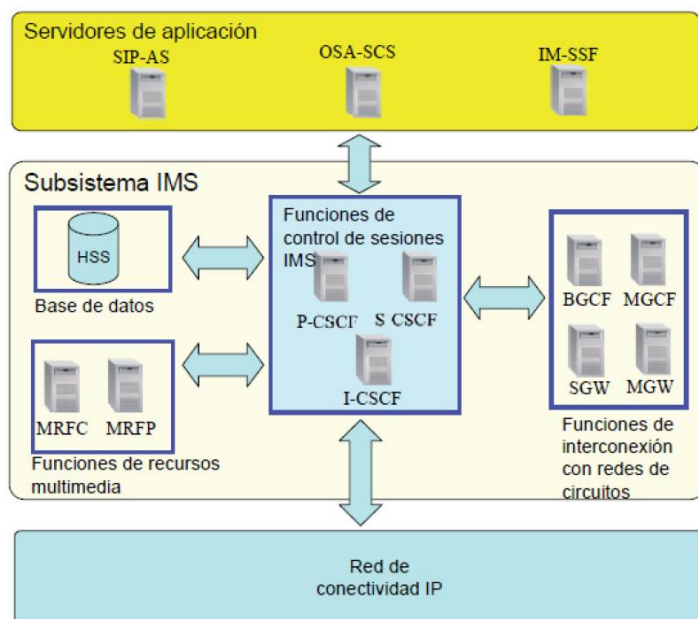 Servidores de aplicación
SIP-AS
OSA-SCS
IM-SSF
Subsistema IMS
HSS
Base de datos
Funciones de
control de sesiones
IMS
P-CSCF
S CSCF
I-CSCF
BGCF
MGCF
SGW
MGW
Funciones de
interconexión
con redes de
circuitos
MRFC
MRFP
Funciones de recursos
multimedia
Red de
conectividad IP